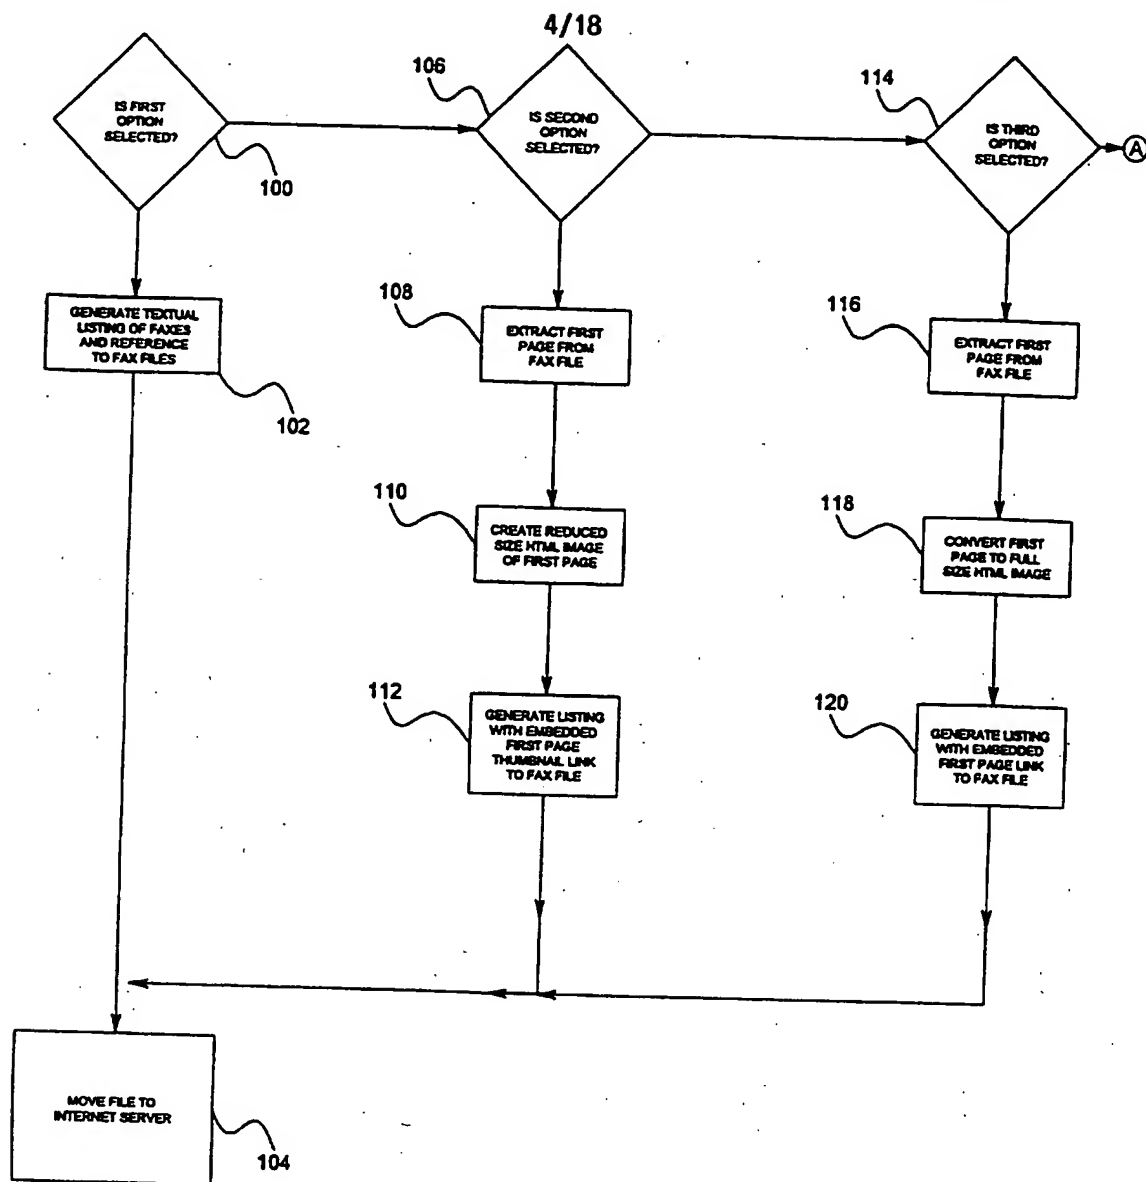 4/18
IS FIRST
OPTION
SELECTED?
100
106
IS SECOND
OPTION
SELECTED?
114
IS THIRD
OPTION
SELECTED?
A
GENERATE TEXTUAL
LISTING OF FAXES
AND REFERENCE
TO FAX FILES
102
108
EXTRACT FIRST
PAGE FROM
FAX FILE
116
EXTRACT FIRST
PAGE FROM
FAX FILE
110
CREATE REDUCED
SIZE HTML IMAGE
OF FIRST PAGE
118
CONVERT FIRST
PAGE TO FULL
SIZE HTML IMAGE
112
GENERATE LISTING
WITH EMBEDDED
FIRST PAGE
THUMBNAIL LINK
TO FAX FILE
120
GENERATE LISTING
WITH EMBEDDED
FIRST PAGE LINK
TO FAX FILE
MOVE FILE TO
INTERNET SERVER
104